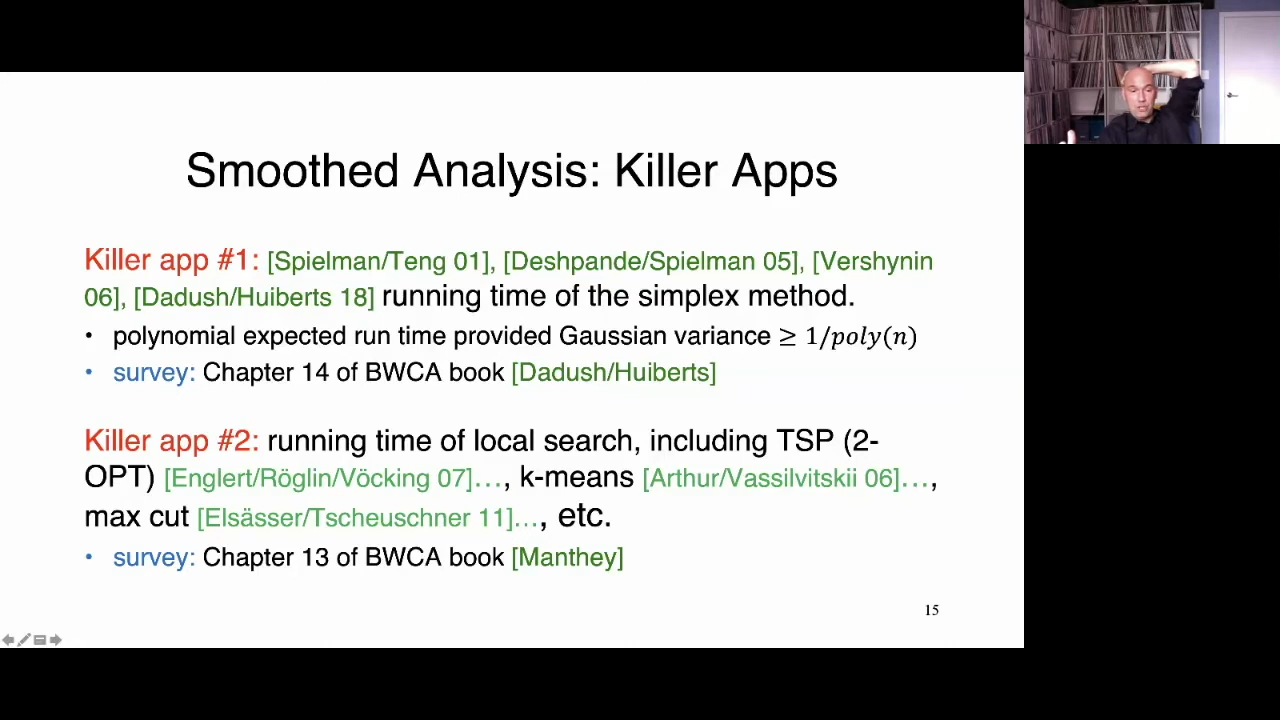 Smoothed Analysis: Killer Apps
Killer app #1: [Spielman/Teng 01], [Deshpande/Spielman 05], [Vershynin
06], [Dadush/Huiberts 18] running time of the simplex method.
• polynomial expected run time provided Gaussian variance ≥ 1/poly(n)
• survey: Chapter 14 of BWCA book [Dadush/Huiberts]
Killer app #2: running time of local search, including TSP (2-
OPT) [Englert/Röglin/Vöcking 07]…, k-means [Arthur/Vassilvitskii 06]…,
max cut [Elsässer/Tscheuschner 11]…, etc.
• survey: Chapter 13 of BWCA book [Manthey]
15